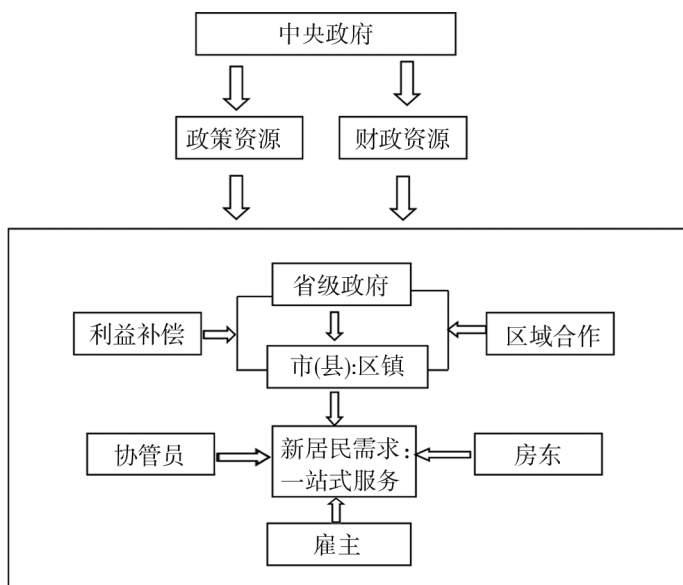 中央政府
政策资源
财政资源
省级政府
利益补偿
区域合作
市(县):区镇
协管员
新居民需求:
一站式服务
房东
雇主